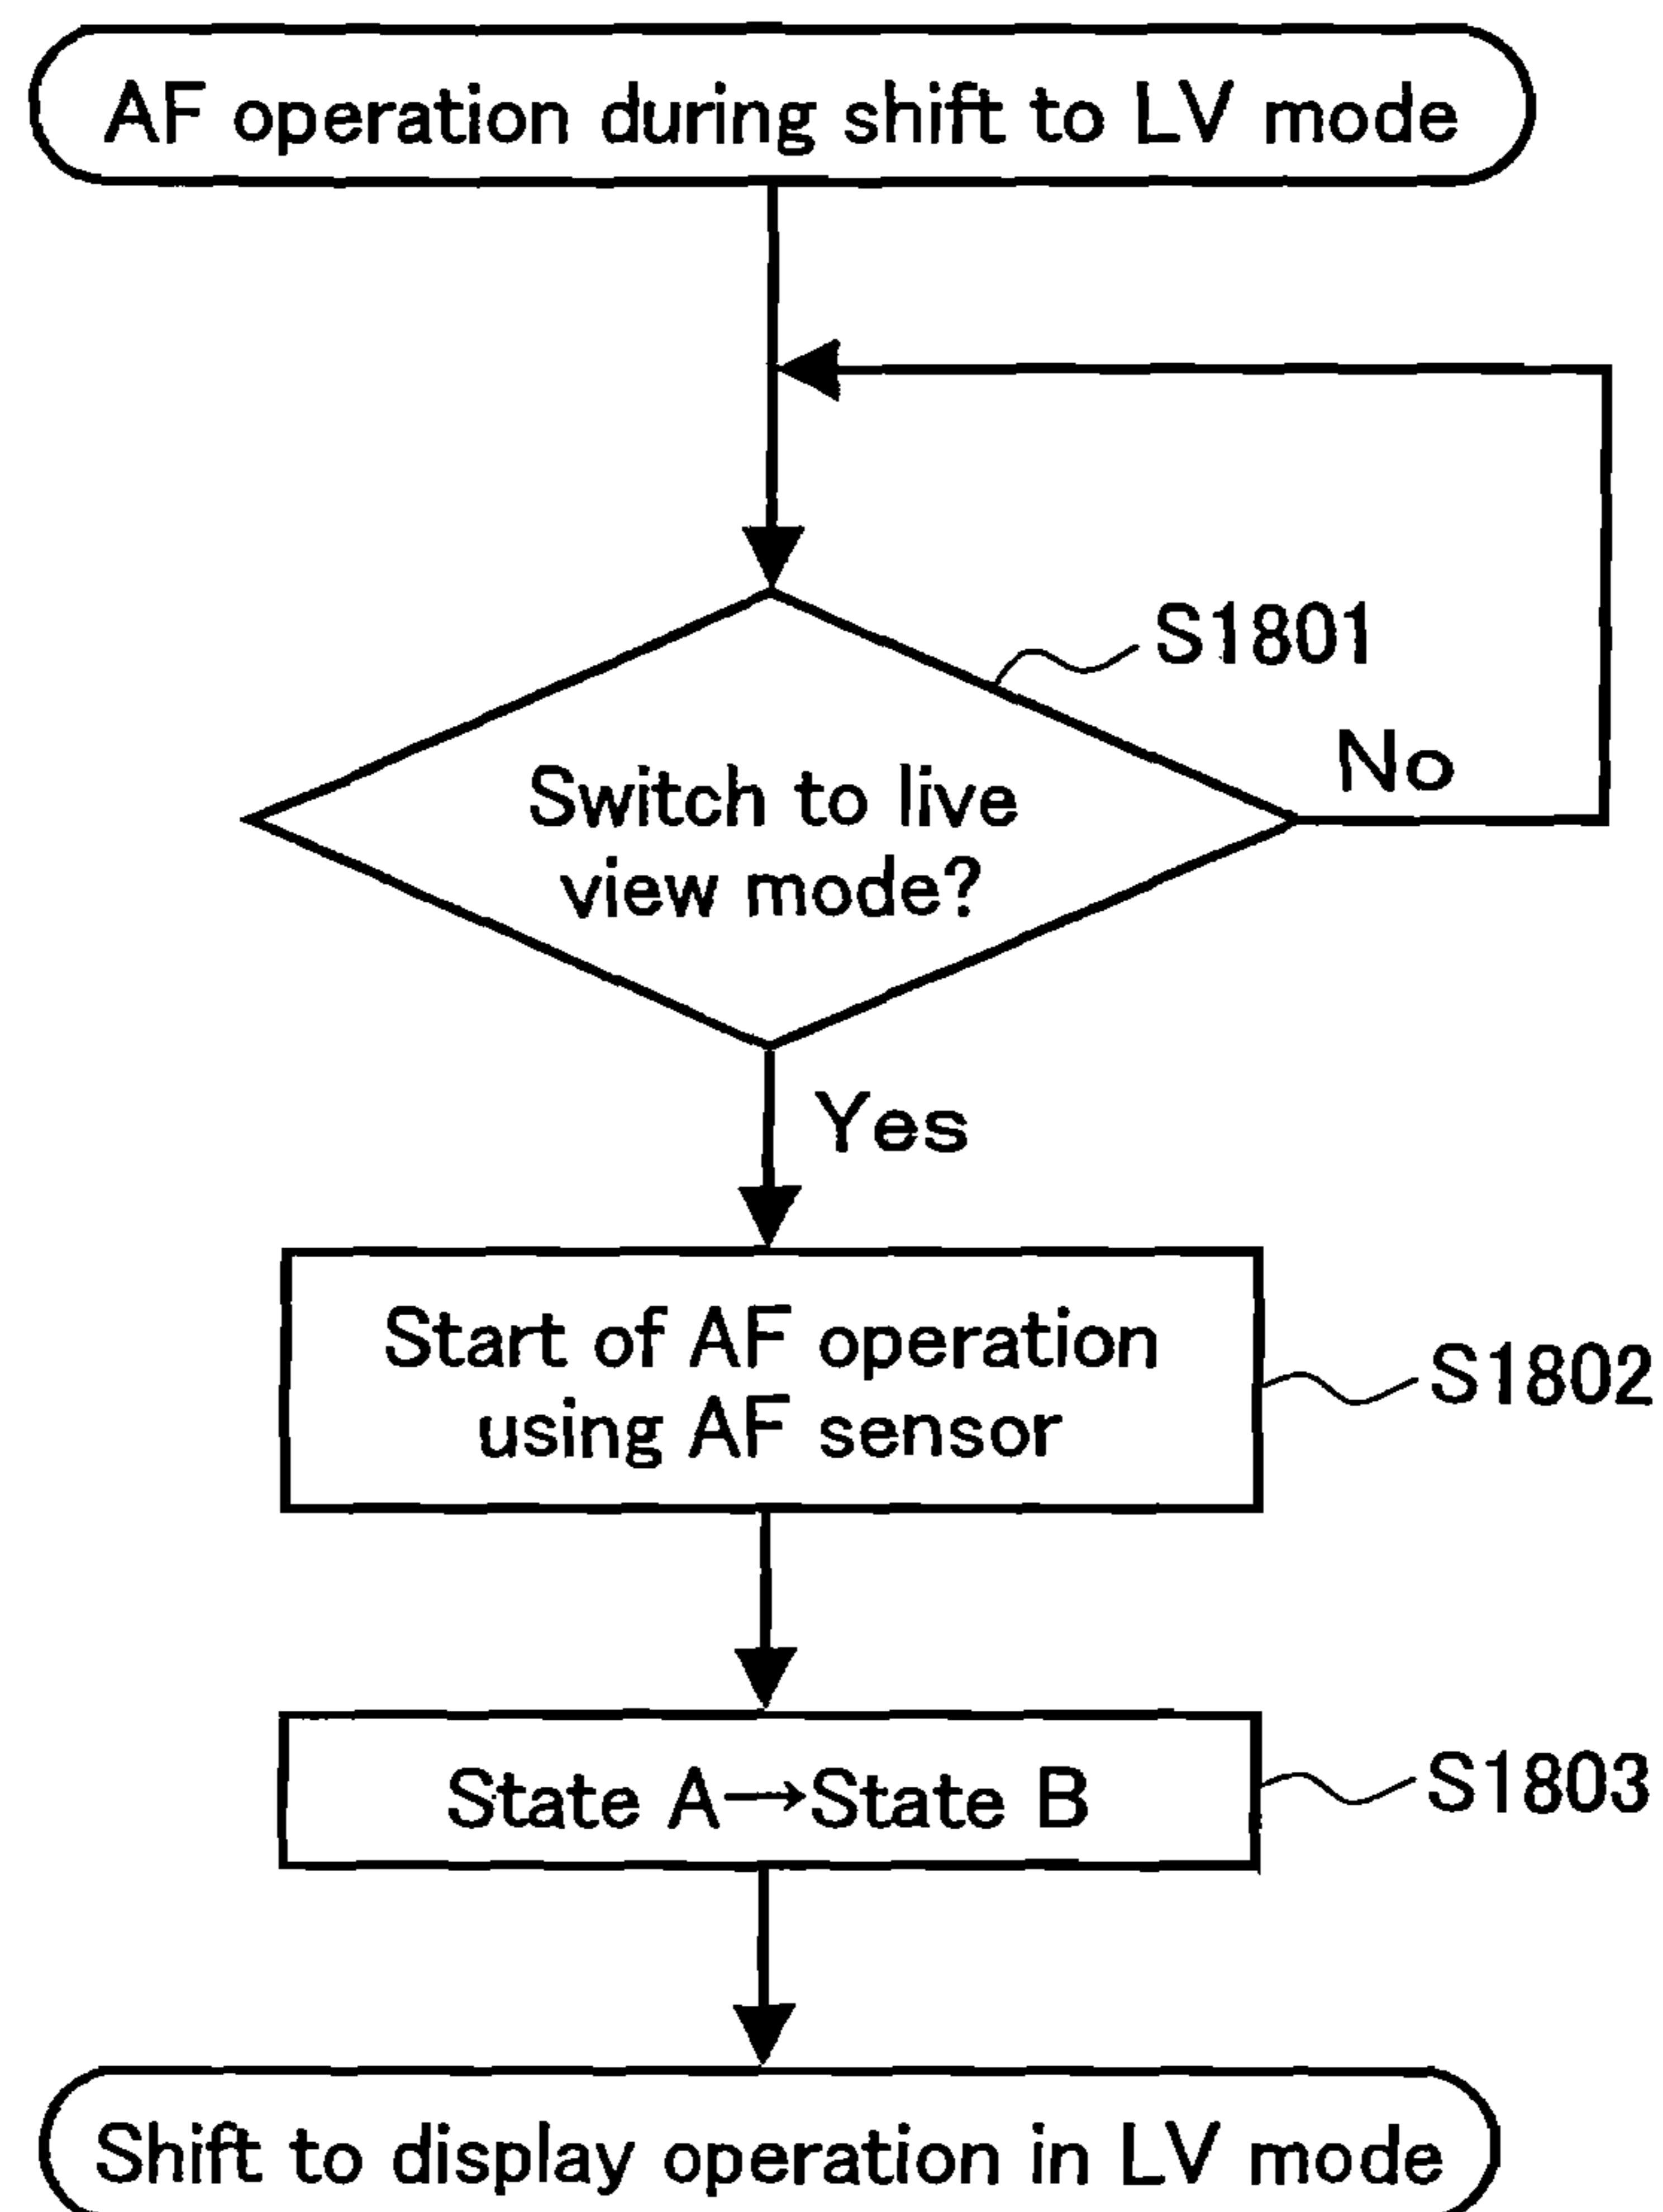 AF operation during shift to LV mode
S1801
No
Switch to live
view mode?
Yes
Start of AF operation
using AF sensor
S1802
State A→State B
S1803
Shift to display operation in LV mode